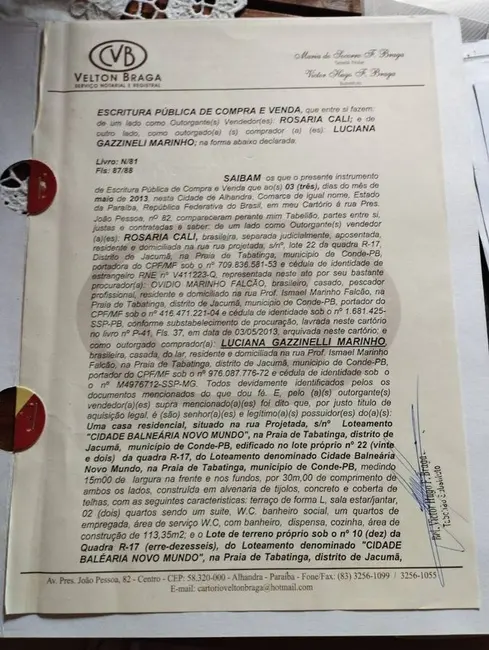 CVB
VELTON BRAGA
SERVIÇO NOTARIAL E REGISTRAL
Maria do Socorro F. Braga
Victor Hugo F. Braga
ESCRITURA PÚBLICA DE COMPRA E VENDA, que entre si fazem:
de um lado como Outorgante(s) Vendedor(es): ROSARIA CALI; e de
outro lado, como outorgado(a) (s) comprador (a) (es): LUCIANA
GAZZINELI MARINHO; na forma abaixo declarada.
Livro: N/81
Fls: 87/88
SAIBAM os que o presente instrumento
de Escritura Pública de Compra e Venda que ao(s) 03 (três), dias do mês de
maio de 2013, nesta Cidade de Alhandra, Comarca de igual nome, Estado
da Paraíba, República Federativa do Brasil, em meu Cartório à rua Pres.
João Pessoa, nº 82, compareceram perante mim Tabelião, partes entre si,
justas e contratadas a saber: de um lado como Outorgante(s) vendedor
(a)(es): ROSARIA CALI, brasileira, separada judicialmente, aposentada,
residente e domiciliada na rua rua projetada, s/nº, lote 22 da quadra R-17,
Distrito de Jacumã, na Praia de Tabatinga, município de Conde-PB,
portadora do CPF/MF sob o nº 709.836.581-53 e cédula de identidade de
estrangeiro RNE nº V411223-Q, representada neste ato por seu bastante
procurador(a): OVIDIO MARINHO FALCÃO, brasileiro, casado, pescador
profissional, residente e domiciliado na rua Prof. Ismael Marinho Falcão, na
Praia de Tabatinga, distrito de Jacumã, município de Conde-PB, portador do
CPF/MF sob o nº 416.471.221-04 e cédula de identidade sob o nº 1.681.425-
SSP-PB, conforme substabelecimento de procuração, lavrada neste cartório
no livro nº P-41, Fls. 37, em data de 03/05/2013, arquivada neste cartório; e
como outorgado comprador(a): LUCIANA GAZZINELLI MARINHO,
brasileira, casada, do lar, residente e domiciliada na rua Prof. Ismael Marinho
Falcão, na Praia de Tabatinga, distrito de Jacumã, município de Conde-PB,
portador do CPF/MF sob o nº 976.087.776-72 e cédula de identidade sob o
o nº M4976712-SSP-MG. Todos devidamente identificados pelos os
documentos mencionados do que dou fé. E, pelo (a)(s) outorgante(s)
vendedor(a)(es) supra mencionado(a)(s) foi dito que, por justo título de
aquisição legal, é (são) senhor(a)(es) e legítimo(a)(s) possuidor(es) do(a)(s):
Uma casa residencial, situado na rua Projetada, s/nº Loteamento
"CIDADE BALNEÁRIA NOVO MUNDO", na Praia de Tabatinga, distrito de
Jacumã, município de Conde-PB, edificado no lote próprio nº 22 (vinte
e dois) da quadra R-17, do Loteamento denominado Cidade Balneária
Novo Mundo, na Praia de Tabatinga, município de Conde-PB, medindo
15m00 de largura na frente e nos fundos, por 30m,00 de comprimento de
ambos os lados, construída em alvenaria de tijolos, concreto e coberta de
telhas, com as seguintes características: terraço de forma L, sala estar/jantar,
02 (dois) quartos sendo um suite, W.C. banheiro social, um quartos de
empregada, área de serviço W.C, com banheiro, dispensa, cozinha, área de
construção de 113,35m2; e o Lote de terreno próprio sob o nº 10 (dez) da
Quadra R-17 (erre-dezesseis), do Loteamento denominado "CIDADE
BALEÁRIA NOVO MUNDO", na Praia de Tabatinga, distrito de Jacumã,
Av. Pres. João Pessoa, 82 - Centro - CEP: 58.320-000 - Alhandra - Paraíba - Fone/Fax: (83) 3256-1099 / 3256-1055
E-mail: cartorioveltonbraga@hotmail.com
Bel. Victor Hugo F. Braga
Tabelião Substituto